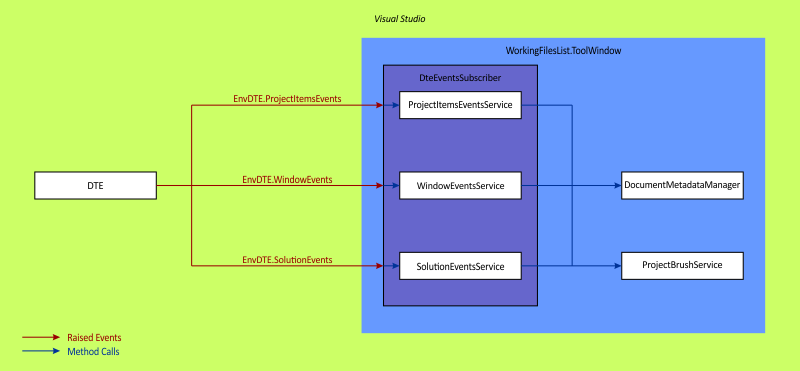 Visual Studio
WorkingFilesList.ToolWindow
DteEventsSubscriber
EnvDTE.ProjectItemsEvents
ProjectItemsEventsService
DTE
EnvDTE.WindowEvents
WindowEventsService
DocumentMetadataManager
EnvDTE.SolutionEvents
SolutionEventsService
ProjectBrushService
Raised Events
Method Calls